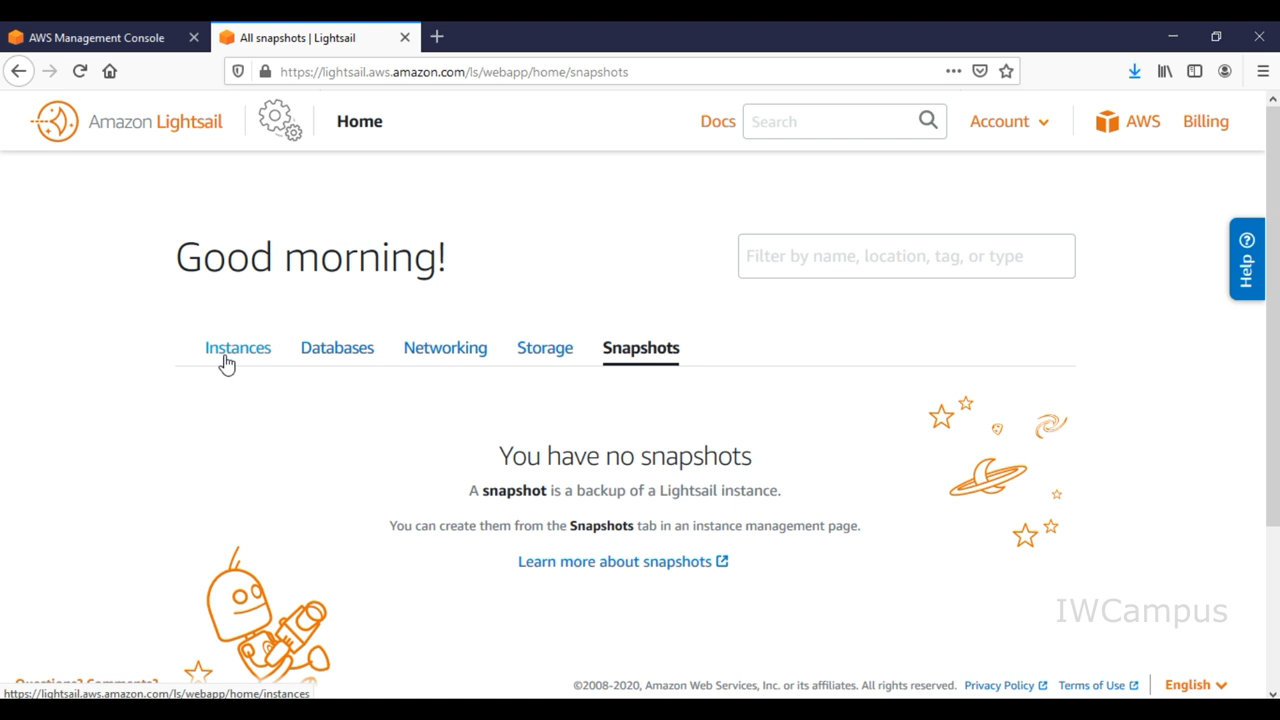 AWS Management Console
All snapshots | Lightsail
https://lightsail.aws.amazon.com/ls/webapp/home/snapshots
Amazon Lightsail
Home
Docs
Search
Account
AWS
Billing
Good morning!
Filter by name, location, tag, or type
Help
Instances
Databases
Networking
Storage
Snapshots
You have no snapshots
A snapshot is a backup of a Lightsail instance.
You can create them from the Snapshots tab in an instance management page.
Learn more about snapshots
IWCampus
Questions? Comments?
©2008-2020, Amazon Web Services, Inc. or its affiliates. All rights reserved.
Privacy Policy
Terms of Use
English
https://lightsail.aws.amazon.com/ls/webapp/home/instances